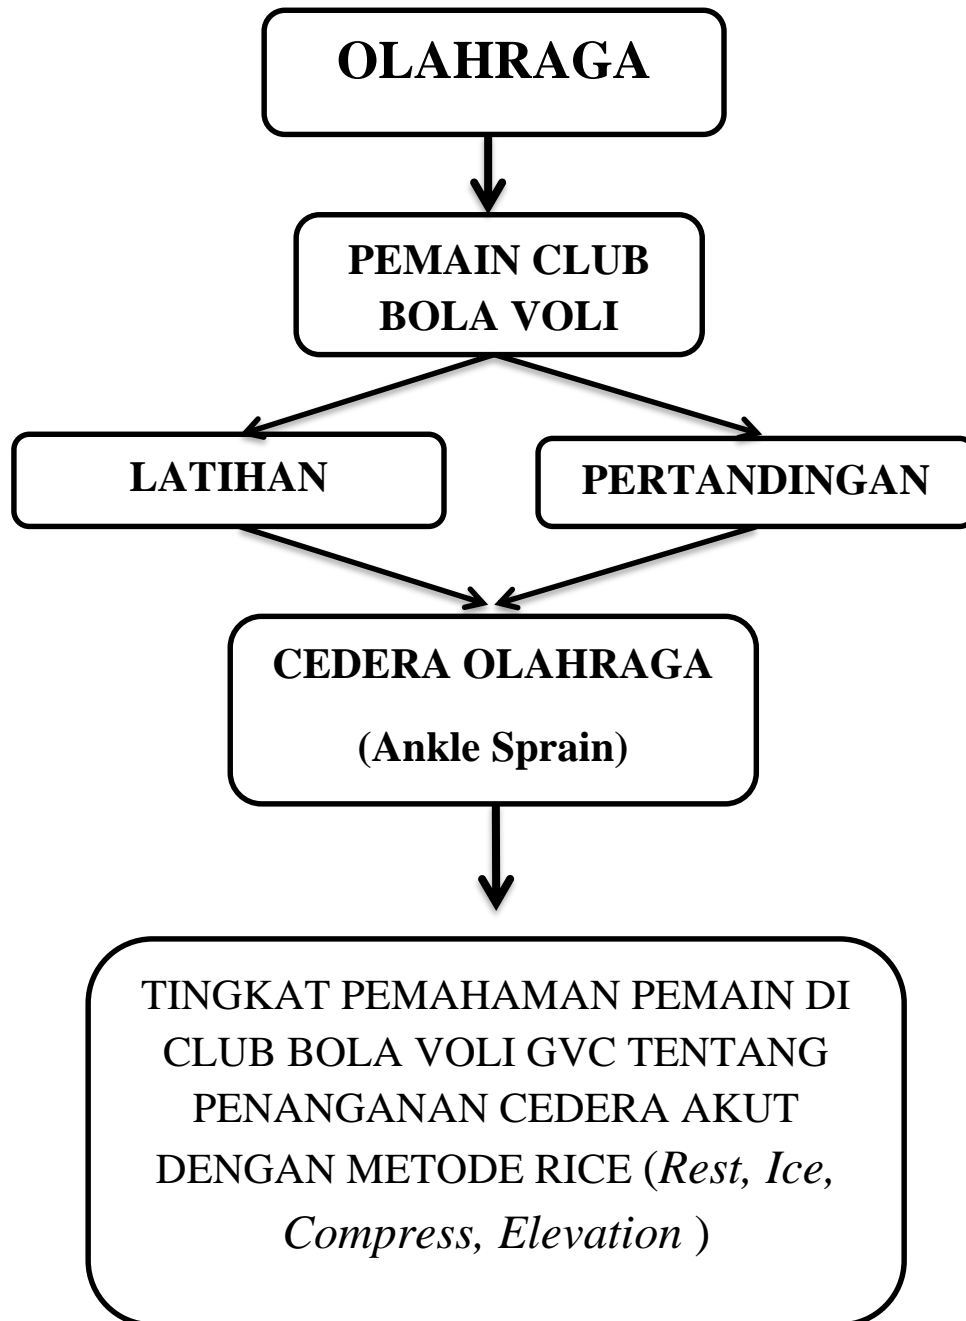 OLAHRAGA
PEMAIN CLUB
BOLA VOLI
LATIHAN
PERTANDINGAN
CEDERA OLAHRAGA
(Ankle Sprain)
TINGKAT PEMAHAMAN PEMAIN DI
CLUB BOLA VOLI GVC TENTANG
PENANGANAN CEDERA AKUT
DENGAN METODE RICE (Rest, Ice,
Compress, Elevation )